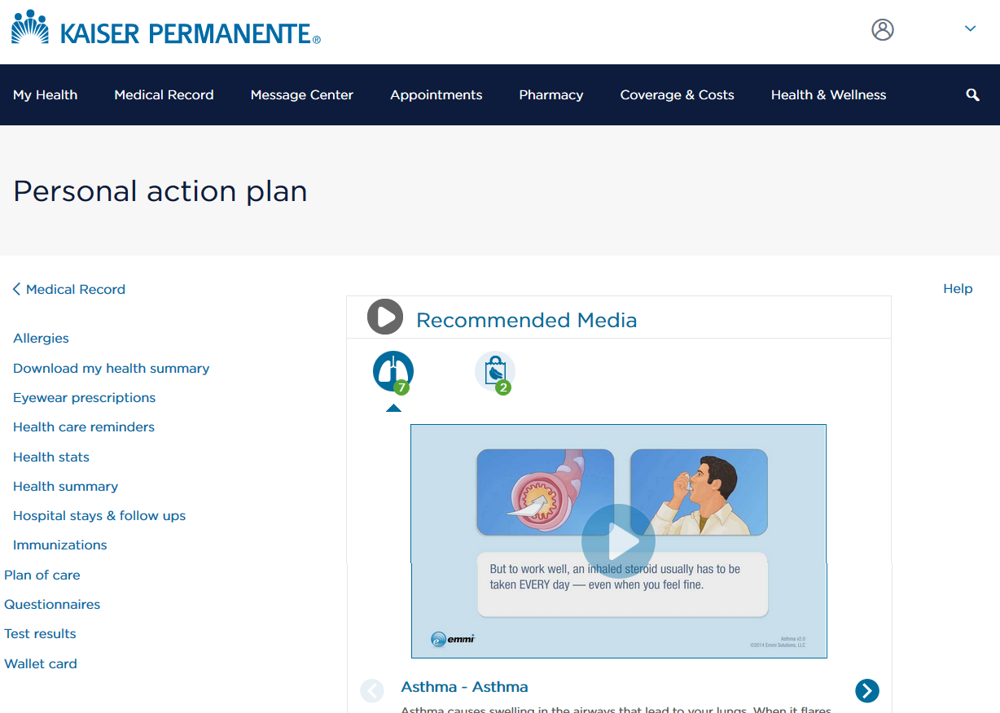 KAISER PERMANENTE®
My Health Medical Record Message Center Appointments Pharmacy Coverage & Costs Health & Wellness
Personal action plan
Medical Record
Help
Allergies
Download my health summary
Eyewear prescriptions
Health care reminders
Health stats
Health summary
Hospital stays & follow ups
Immunizations
Plan of care
Questionnaires
Test results
Wallet card
Recommended Media
7
2
But to work well, an inhaled steroid usually has to be
taken EVERY day — even when you feel fine.
e emmi
Asthma v2.0
©2014 Emmi Solutions, LLC
Asthma - Asthma
Asthma causes swelling in the airways that lead to your lungs. When it flares